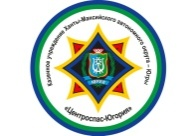 Казенное учреждение Ханты-Мансийского автономного округа – Югры
«Центроспас-Югория»